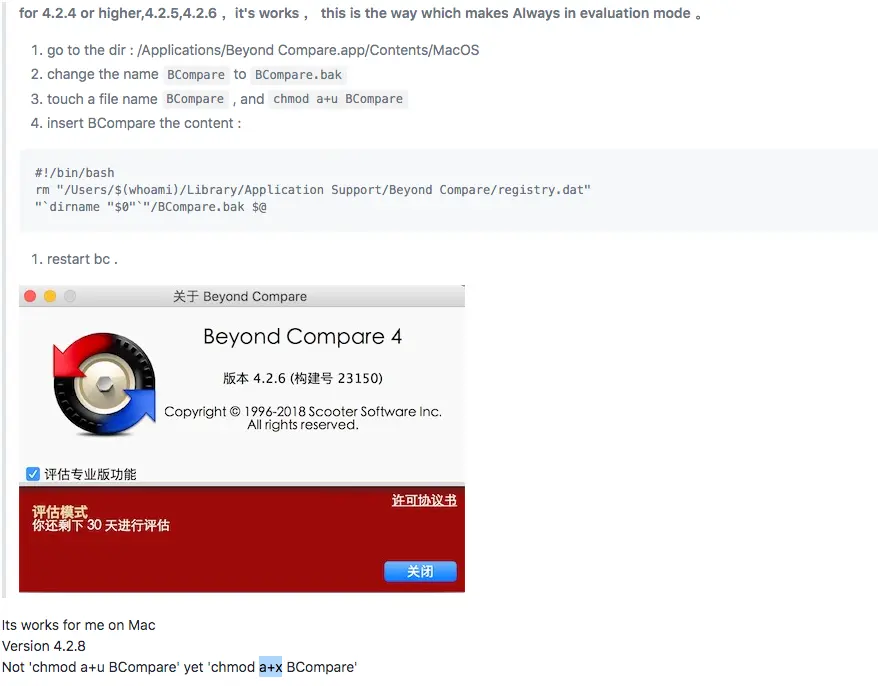 for 4.2.4 or higher,4.2.5,4.2.6 ，it's works ， this is the way which makes Always in evaluation mode 。
1. go to the dir : /Applications/Beyond Compare.app/Contents/MacOS
2. change the name BCompare to BCompare.bak
3. touch a file name BCompare , and chmod a+u BCompare
4. insert BCompare the content :
#!/bin/bash
rm "/Users/$(whoami)/Library/Application Support/Beyond Compare/registry.dat"
"`dirname "$0"`"/BCompare.bak $@
1. restart bc .
关于 Beyond Compare
Beyond Compare 4
版本 4.2.6 (构建号 23150)
Copyright © 1996-2018 Scooter Software Inc.
All rights reserved.
评估专业版功能
许可协议书
评估模式
你还剩下 30 天进行评估
关闭
Its works for me on Mac
Version 4.2.8
Not 'chmod a+u BCompare' yet 'chmod a+x BCompare'